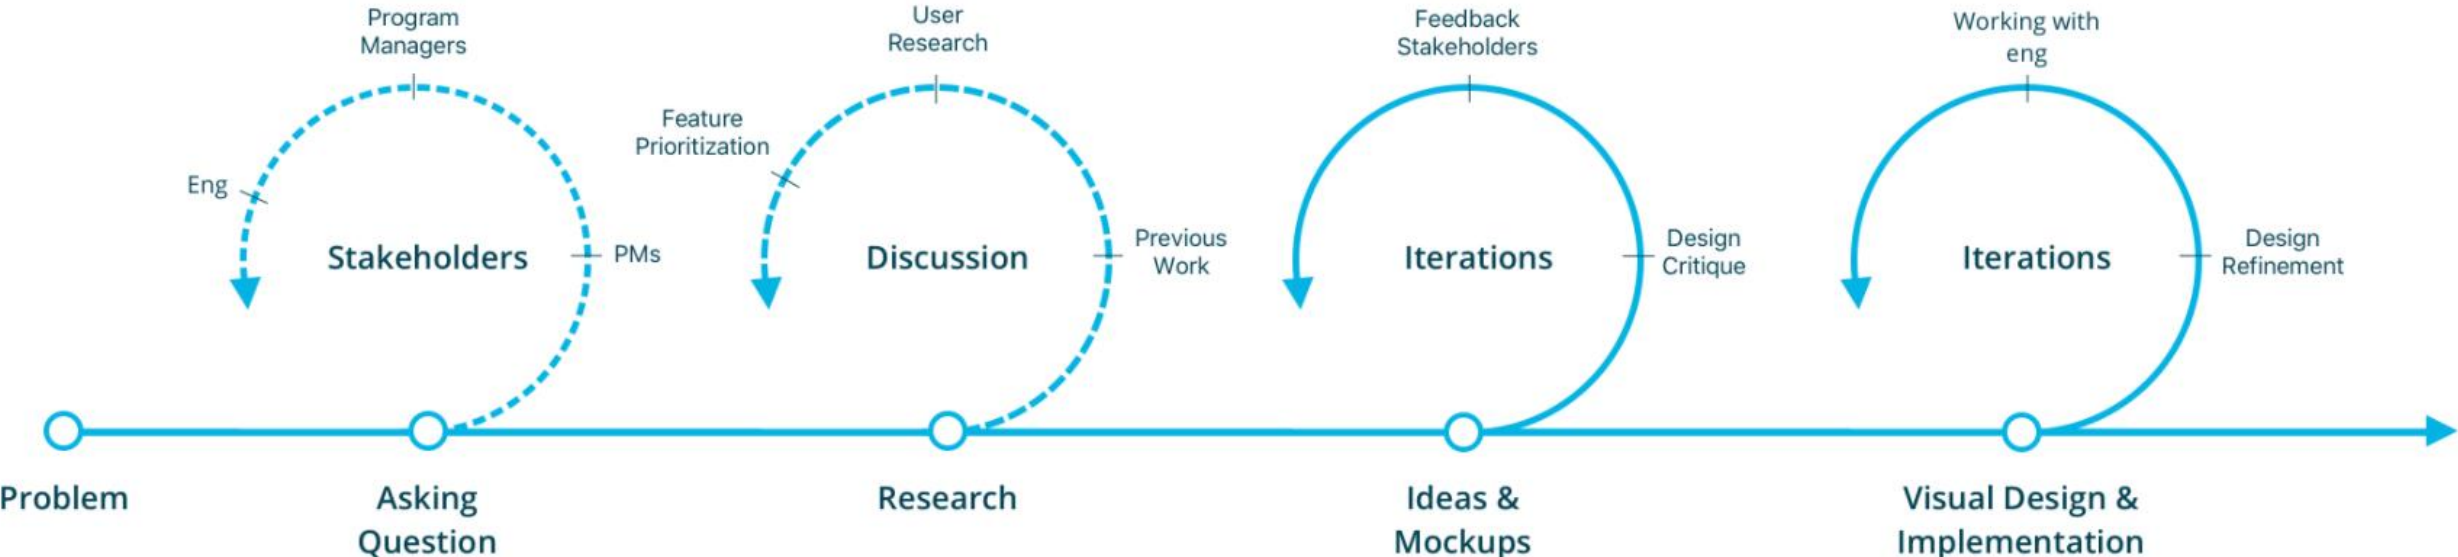 Program
Managers
Eng
Stakeholders
PMs
User
Research
Feature
Prioritization
Discussion
Previous
Work
Feedback
Stakeholders
Iterations
Design
Critique
Working with
eng
Iterations
Design
Refinement
Problem
Asking
Question
Research
Ideas &
Mockups
Visual Design &
Implementation